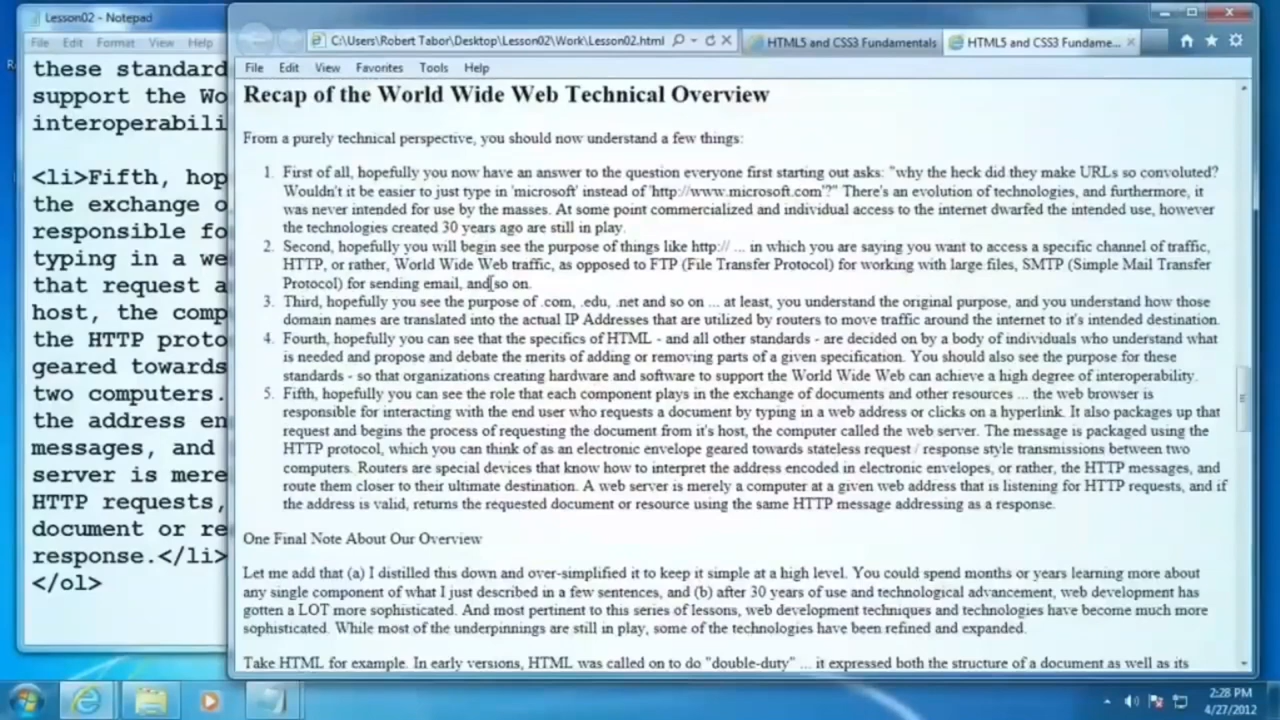 Lesson02 - Notepad
File Edit Format View Help
these standard
support the Wo
interoperabili
<li>Fifth, hop
the exchange o
responsible fo
typing in a we
that request a
host, the comp
the HTTP proto
geared towards
two computers.
the address en
messages, and
server is mere
HTTP requests,
document or re
response.</li>
</ol>
C:\Users\Robert Tabor\Desktop\Lesson02\Work\Lesson02.html
HTML5 and CSS3 Fundamentals
HTML5 and CSS3 Fundame...
File Edit View Favorites Tools Help
Recap of the World Wide Web Technical Overview
From a purely technical perspective, you should now understand a few things:
1. First of all, hopefully you now have an answer to the question everyone first starting out asks: "why the heck did they make URLs so convoluted?
Wouldn't it be easier to just type in 'microsoft' instead of 'http://www.microsoft.com'?" There's an evolution of technologies, and furthermore, it
was never intended for use by the masses. At some point commercialized and individual access to the internet dwarfed the intended use, however
the technologies created 30 years ago are still in play.
2. Second, hopefully you will begin see the purpose of things like http:// ... in which you are saying you want to access a specific channel of traffic,
HTTP, or rather, World Wide Web traffic, as opposed to FTP (File Transfer Protocol) for working with large files, SMTP (Simple Mail Transfer
Protocol) for sending email, and so on.
3. Third, hopefully you see the purpose of .com, .edu, .net and so on ... at least, you understand the original purpose, and you understand how those
domain names are translated into the actual IP Addresses that are utilized by routers to move traffic around the internet to it's intended destination.
4. Fourth, hopefully you can see that the specifics of HTML - and all other standards - are decided on by a body of individuals who understand what
is needed and propose and debate the merits of adding or removing parts of a given specification. You should also see the purpose for these
standards - so that organizations creating hardware and software to support the World Wide Web can achieve a high degree of interoperability.
5. Fifth, hopefully you can see the role that each component plays in the exchange of documents and other resources ... the web browser is
responsible for interacting with the end user who requests a document by typing in a web address or clicks on a hyperlink. It also packages up that
request and begins the process of requesting the document from it's host, the computer called the web server. The message is packaged using the
HTTP protocol, which you can think of as an electronic envelope geared towards stateless request / response style transmissions between two
computers. Routers are special devices that know how to interpret the address encoded in electronic envelopes, or rather, the HTTP messages, and
route them closer to their ultimate destination. A web server is merely a computer at a given web address that is listening for HTTP requests, and if
the address is valid, returns the requested document or resource using the same HTTP message addressing as a response.
One Final Note About Our Overview
Let me add that (a) I distilled this down and over-simplified it to keep it simple at a high level. You could spend months or years learning more about
any single component of what I just described in a few sentences, and (b) after 30 years of use and technological advancement, web development has
gotten a LOT more sophisticated. And most pertinent to this series of lessons, web development techniques and technologies have become much more
sophisticated. While most of the underpinnings are still in play, some of the technologies have been refined and expanded.
Take HTML for example. In early versions, HTML was called on to do "double-duty" ... it expressed both the structure of a document as well as its
2:28 PM
4/27/2012